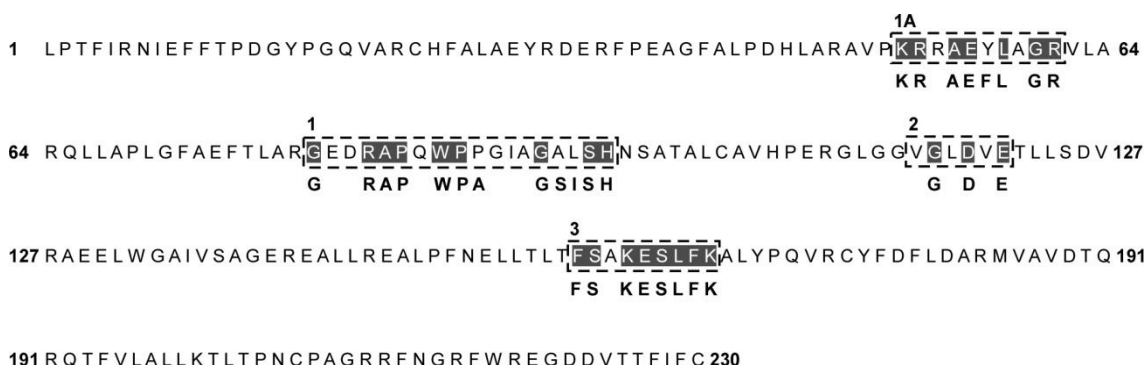 1A
1 LPTFIRNIEFFTPDGYPGQVARCHFALAEYRDERFPEAGFALPDHLARAVPKRRAEYLAGRVLA 64
KR AEFL GR
1
64 RQLLAPLGFAEFTLARGEDRAPQWPPGIAGALSHNSATALCAVHPERGLGGVGLDVETLLSDV 127
G RAP WPA GSISH
2
G D E
127 RAEELWGAIVSAGEREALLREALPFNELLTLTFSAKESLFKALYPQVRCYFDFLDARMVAVDTQ 191
3
FS KESLFK
191 RQTFVLALLKTLTPNCPAGRRFNGRFWREGDDVTTFIFC 230